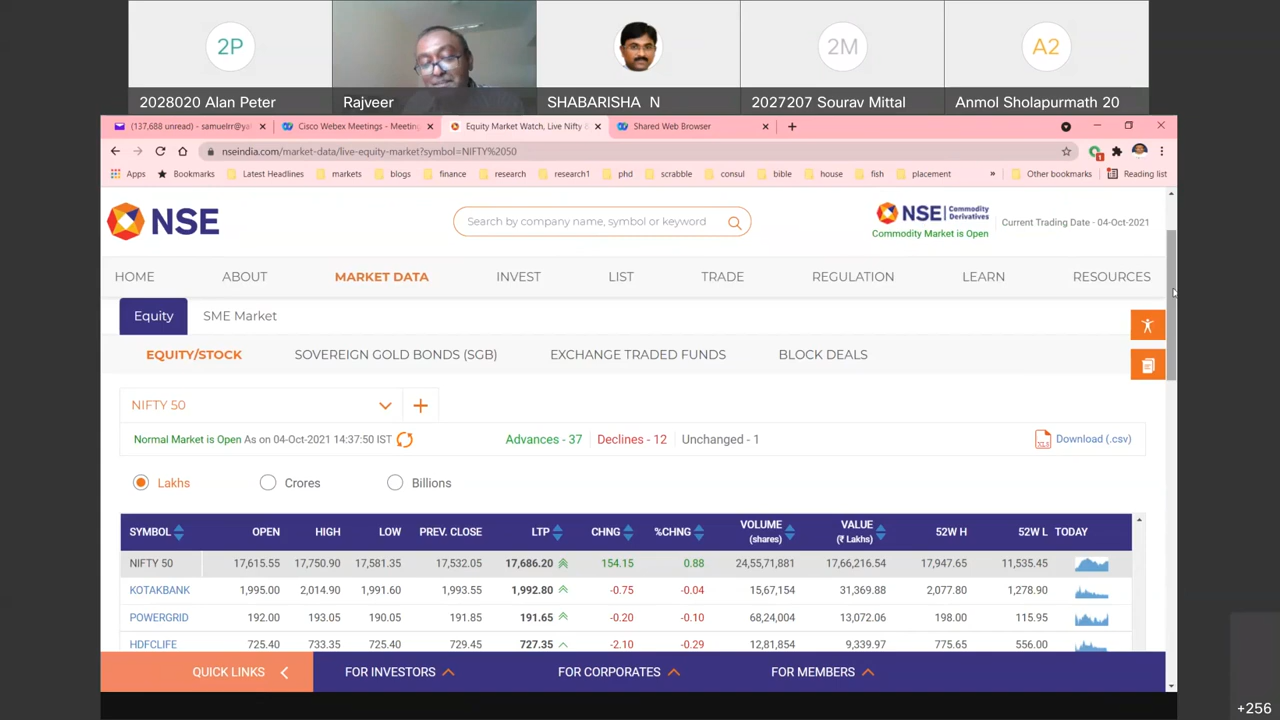 2P
2M
A2
2028020 Alan Peter
Rajveer
SHABARISHA N
2027207 Sourav Mittal
Anmol Sholapurmath 20
(137,688 unread) - samuelrr@ya
Cisco Webex Meetings - Meetin
Equity Market Watch, Live Nifty
Shared Web Browser
nseindia.com/market-data/live-equity-market?symbol=NIFTY%2050
Apps Bookmarks Latest Headlines markets blogs finance research research1 phd scrabble consul bible house fish placement » Other bookmarks Reading list
NSE
Search by company name, symbol or keyword
NSE Commodity Derivatives
Commodity Market is Open
Current Trading Date - 04-Oct-2021
HOME ABOUT MARKET DATA INVEST LIST TRADE REGULATION LEARN RESOURCES
Equity SME Market
EQUITY/STOCK SOVEREIGN GOLD BONDS (SGB) EXCHANGE TRADED FUNDS BLOCK DEALS
NIFTY 50
Normal Market is Open As on 04-Oct-2021 14:37:50 IST
Advances - 37 Declines - 12 Unchanged - 1
XLS Download (.csv)
Lakhs Crores Billions
SYMBOL OPEN HIGH LOW PREV. CLOSE LTP CHNG %CHNG VOLUME (shares) VALUE (₹ Lakhs) 52W H 52W L TODAY
NIFTY 50 17,615.55 17,750.90 17,581.35 17,532.05 17,686.20 154.15 0.88 24,55,71,881 17,66,216.54 17,947.65 11,535.45
KOTAKBANK 1,995.00 2,014.90 1,991.60 1,993.55 1,992.80 -0.75 -0.04 15,67,154 31,369.88 2,077.80 1,278.90
POWERGRID 192.00 193.05 190.05 191.85 191.65 -0.20 -0.10 68,24,004 13,072.06 198.00 115.95
HDFCLIFE 725.40 733.35 720.40 729.45 727.35 -2.10 -0.29 12,81,854 9,339.97 775.65 556.00
QUICK LINKS FOR INVESTORS FOR CORPORATES FOR MEMBERS
+256